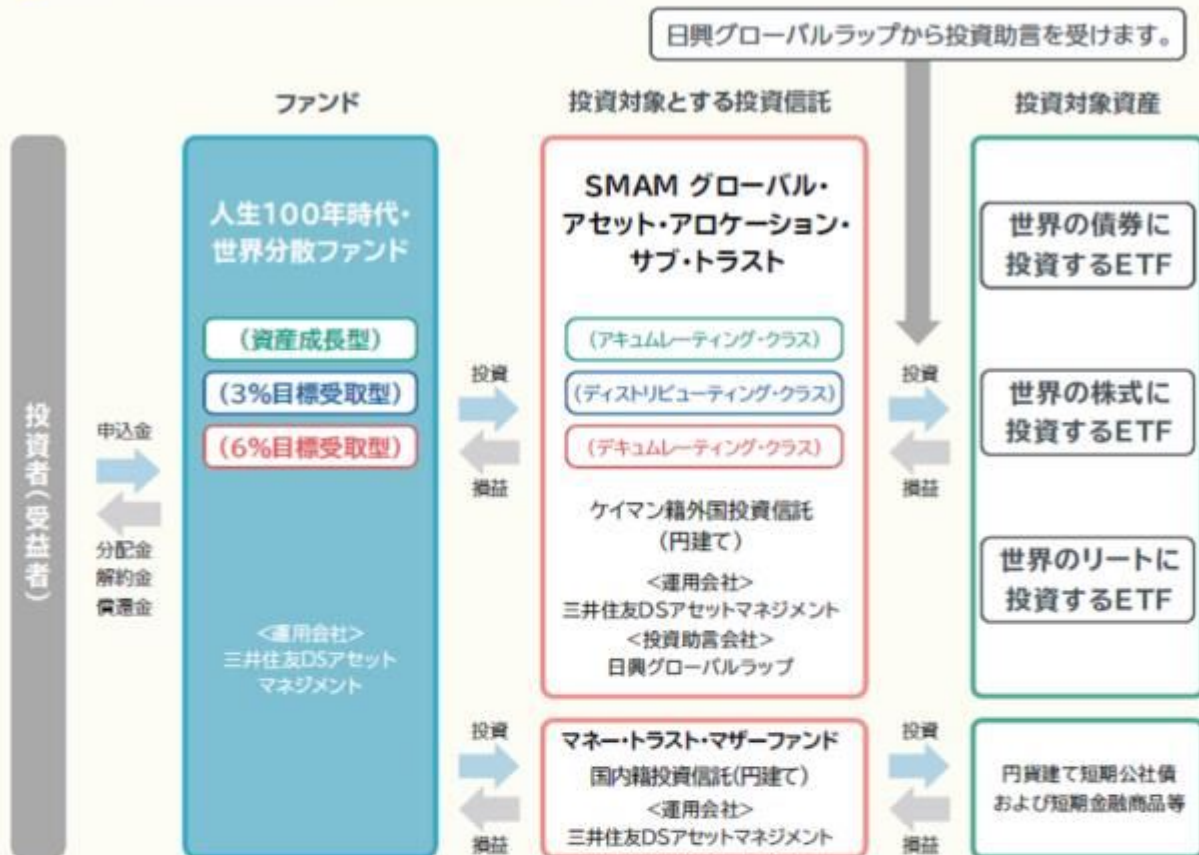 日興グローバルラップから投資助言を受けます。
ファンド
投資対象とする投資信託
投資対象資産
投資者(受益者)
申込金
分配金
解約金
償還金
人生100年時代・
世界分散ファンド
(資産成長型)
(3%目標受取型)
(6%目標受取型)
<運用会社>
三井住友DSアセット
マネジメント
投資
損益
SMAM グローバル・
アセット・アロケーション・
サブ・トラスト
(アキュムレーティング・クラス)
(ディストリビューティング・クラス)
(デキュムレーティング・クラス)
ケイマン籍外国投資信託
(円建て)
<運用会社>
三井住友DSアセットマネジメント
<投資助言会社>
日興グローバルラップ
投資
損益
世界の債券に
投資するETF
世界の株式に
投資するETF
世界のリートに
投資するETF
投資
損益
マネー・トラスト・マザーファンド
国内籍投資信託(円建て)
<運用会社>
三井住友DSアセットマネジメント
投資
損益
円貨建て短期公社債
および短期金融商品等